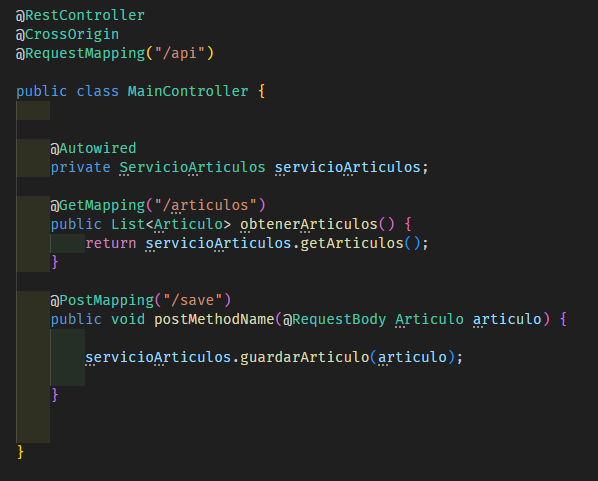 @RestController
@CrossOrigin
@RequestMapping("/api")
public class MainController {
@Autowired
private ServicioArticulos servicioArticulos;
@GetMapping("/articulos")
public List<Articulo> obtenerArticulos() {
return servicioArticulos.getArticulos();
}
@PostMapping("/save")
public void postMethodName(@RequestBody Articulo articulo) {
servicioArticulos.guardarArticulo(articulo);
}
}